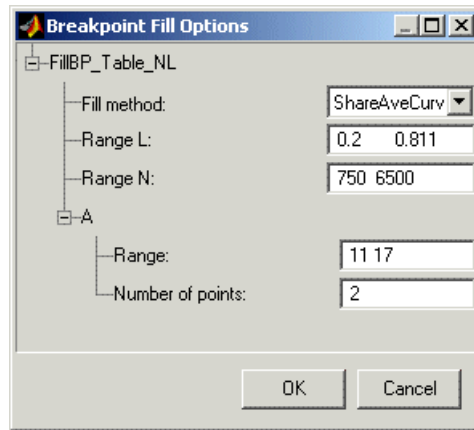 Breakpoint Fill Options
FillBP_Table_NL
Fill method: ShareAveCurv
Range L: 0.2 0.811
Range N: 750 6500
A
Range: 11 17
Number of points: 2
OK Cancel